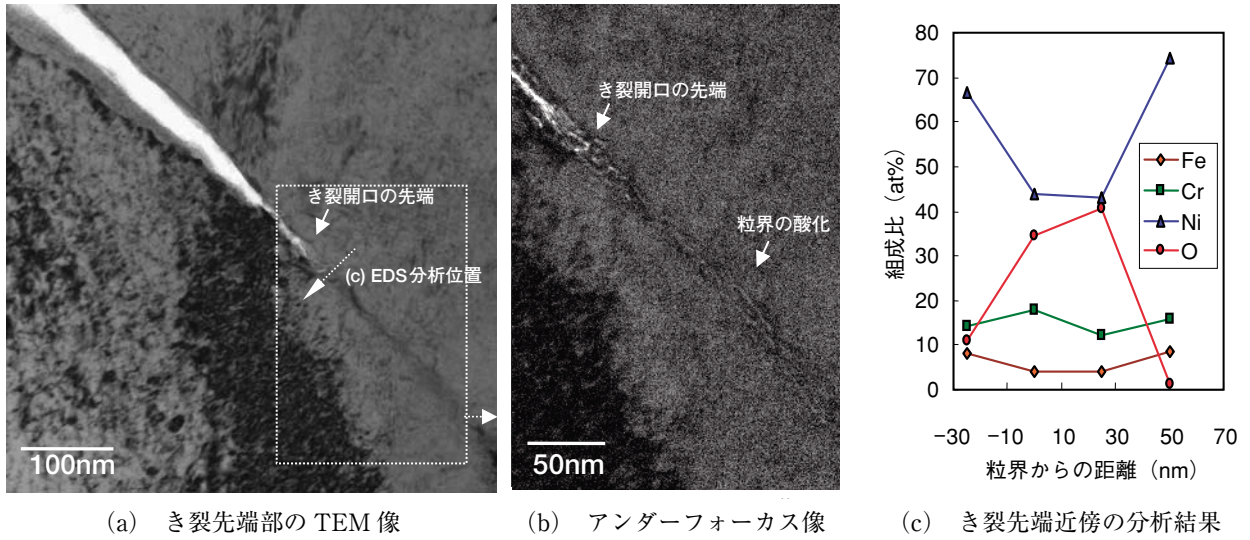 き裂開口の先端
(c) EDS分析位置
100nm
(a) き裂先端部の TEM 像
き裂開口の先端
粒界の酸化
50nm
(b) アンダーフォーカス像
組成比 (at%)
80
70
60
50
40
30
20
10
0
Fe
Cr
Ni
O
−30 −10 10 30 50 70
粒界からの距離 (nm)
(c) き裂先端近傍の分析結果